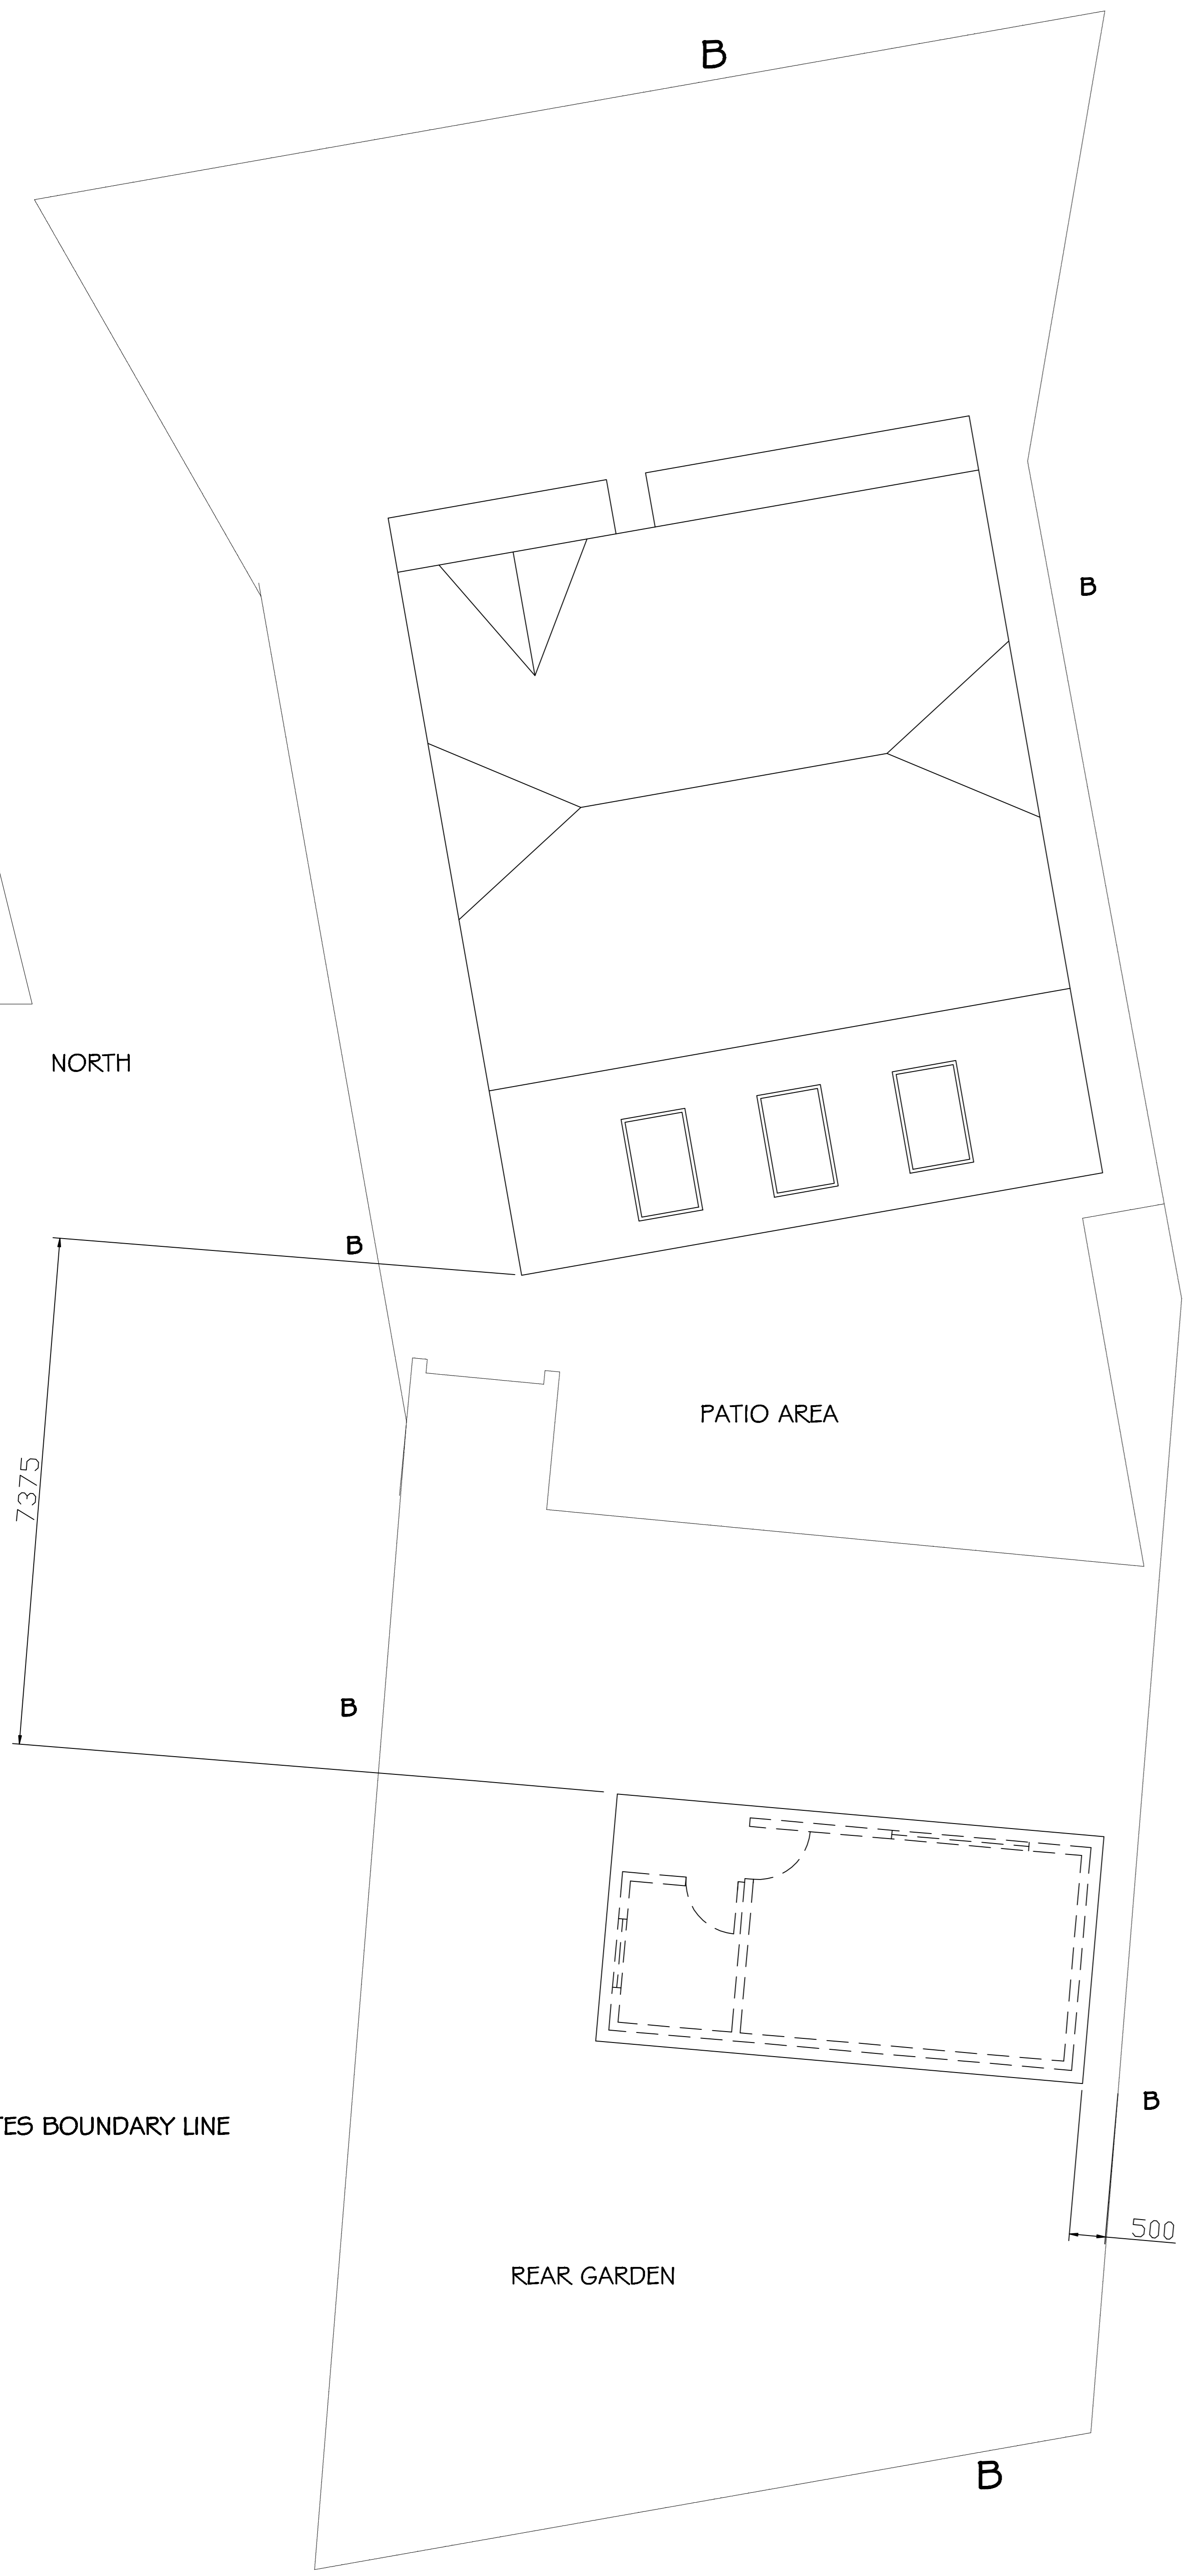 B
B
NORTH
B
PATIO AREA
7375
B
B
TES BOUNDARY LINE
500
REAR GARDEN
B